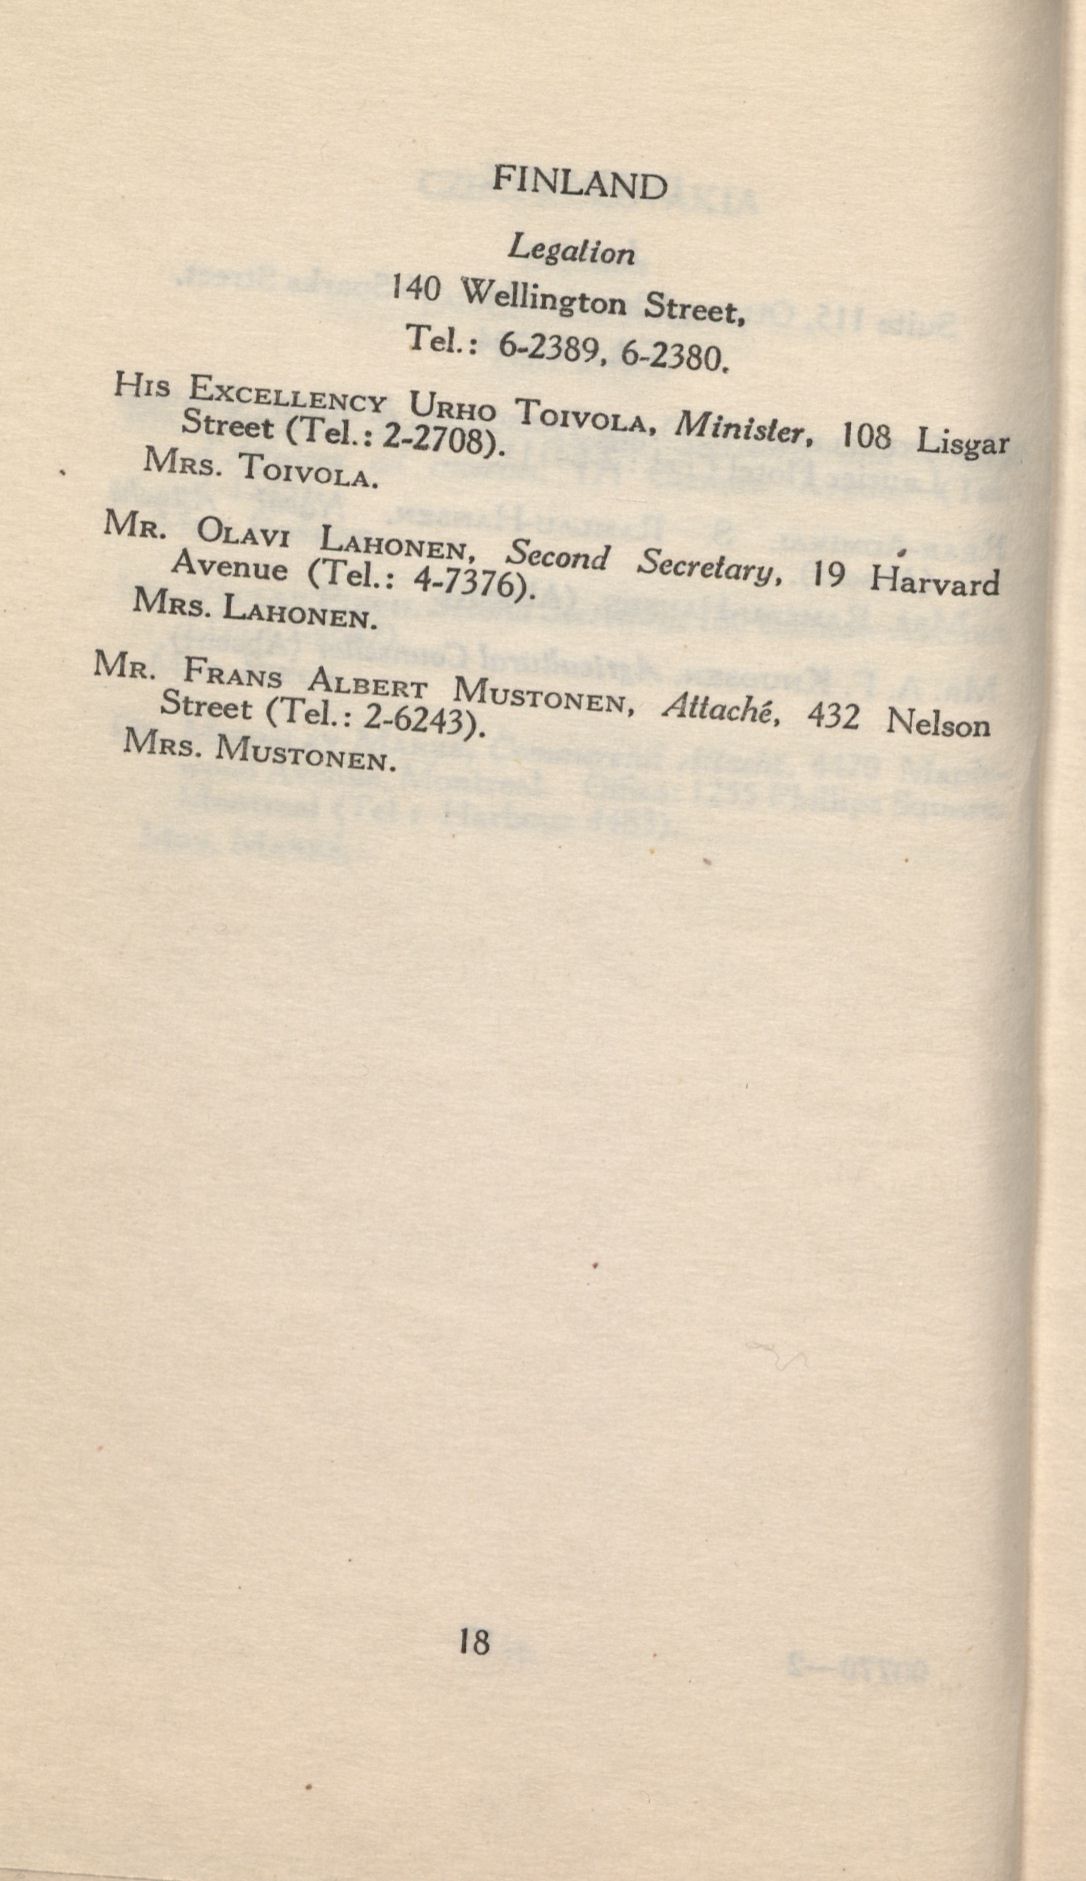 FINLAND
Legation
140 Wellington Street,
Tel.: 6-2389, 6-2380.
HIS EXCELLENCY URHO TOIVOLA, Minister, 108 Lisgar
Street (Tel.: 2-2708).
MRS. TOIVOLA.
MR. OLAVI LAHONEN, Second Secretary, 19 Harvard
Avenue (Tel.: 4-7376).
MRS. LAHONEN.
MR. FRANS ALBERT MUSTONEN, Attaché, 432 Nelson
Street (Tel.: 2-6243).
MRS. MUSTONEN.
18